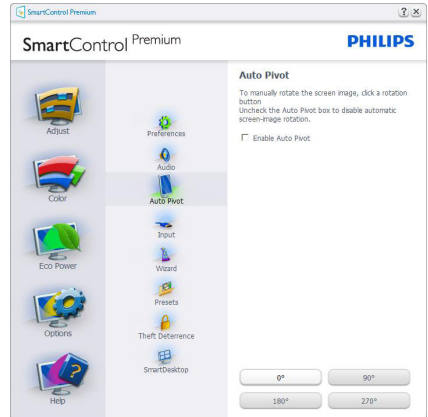 SmartControl Premium
SmartControl Premium
PHILIPS
Adjust
Color
Eco Power
Options
Help
Preferences
Audio
Auto Pivot
Input
Wizard
Presets
Theft Deterrence
SmartDesktop
Auto Pivot
To manually rotate the screen image, click a rotation
button
Uncheck the Auto Pivot box to disable automatic
screen-image rotation.
Enable Auto Pivot
0°
90°
180°
270°